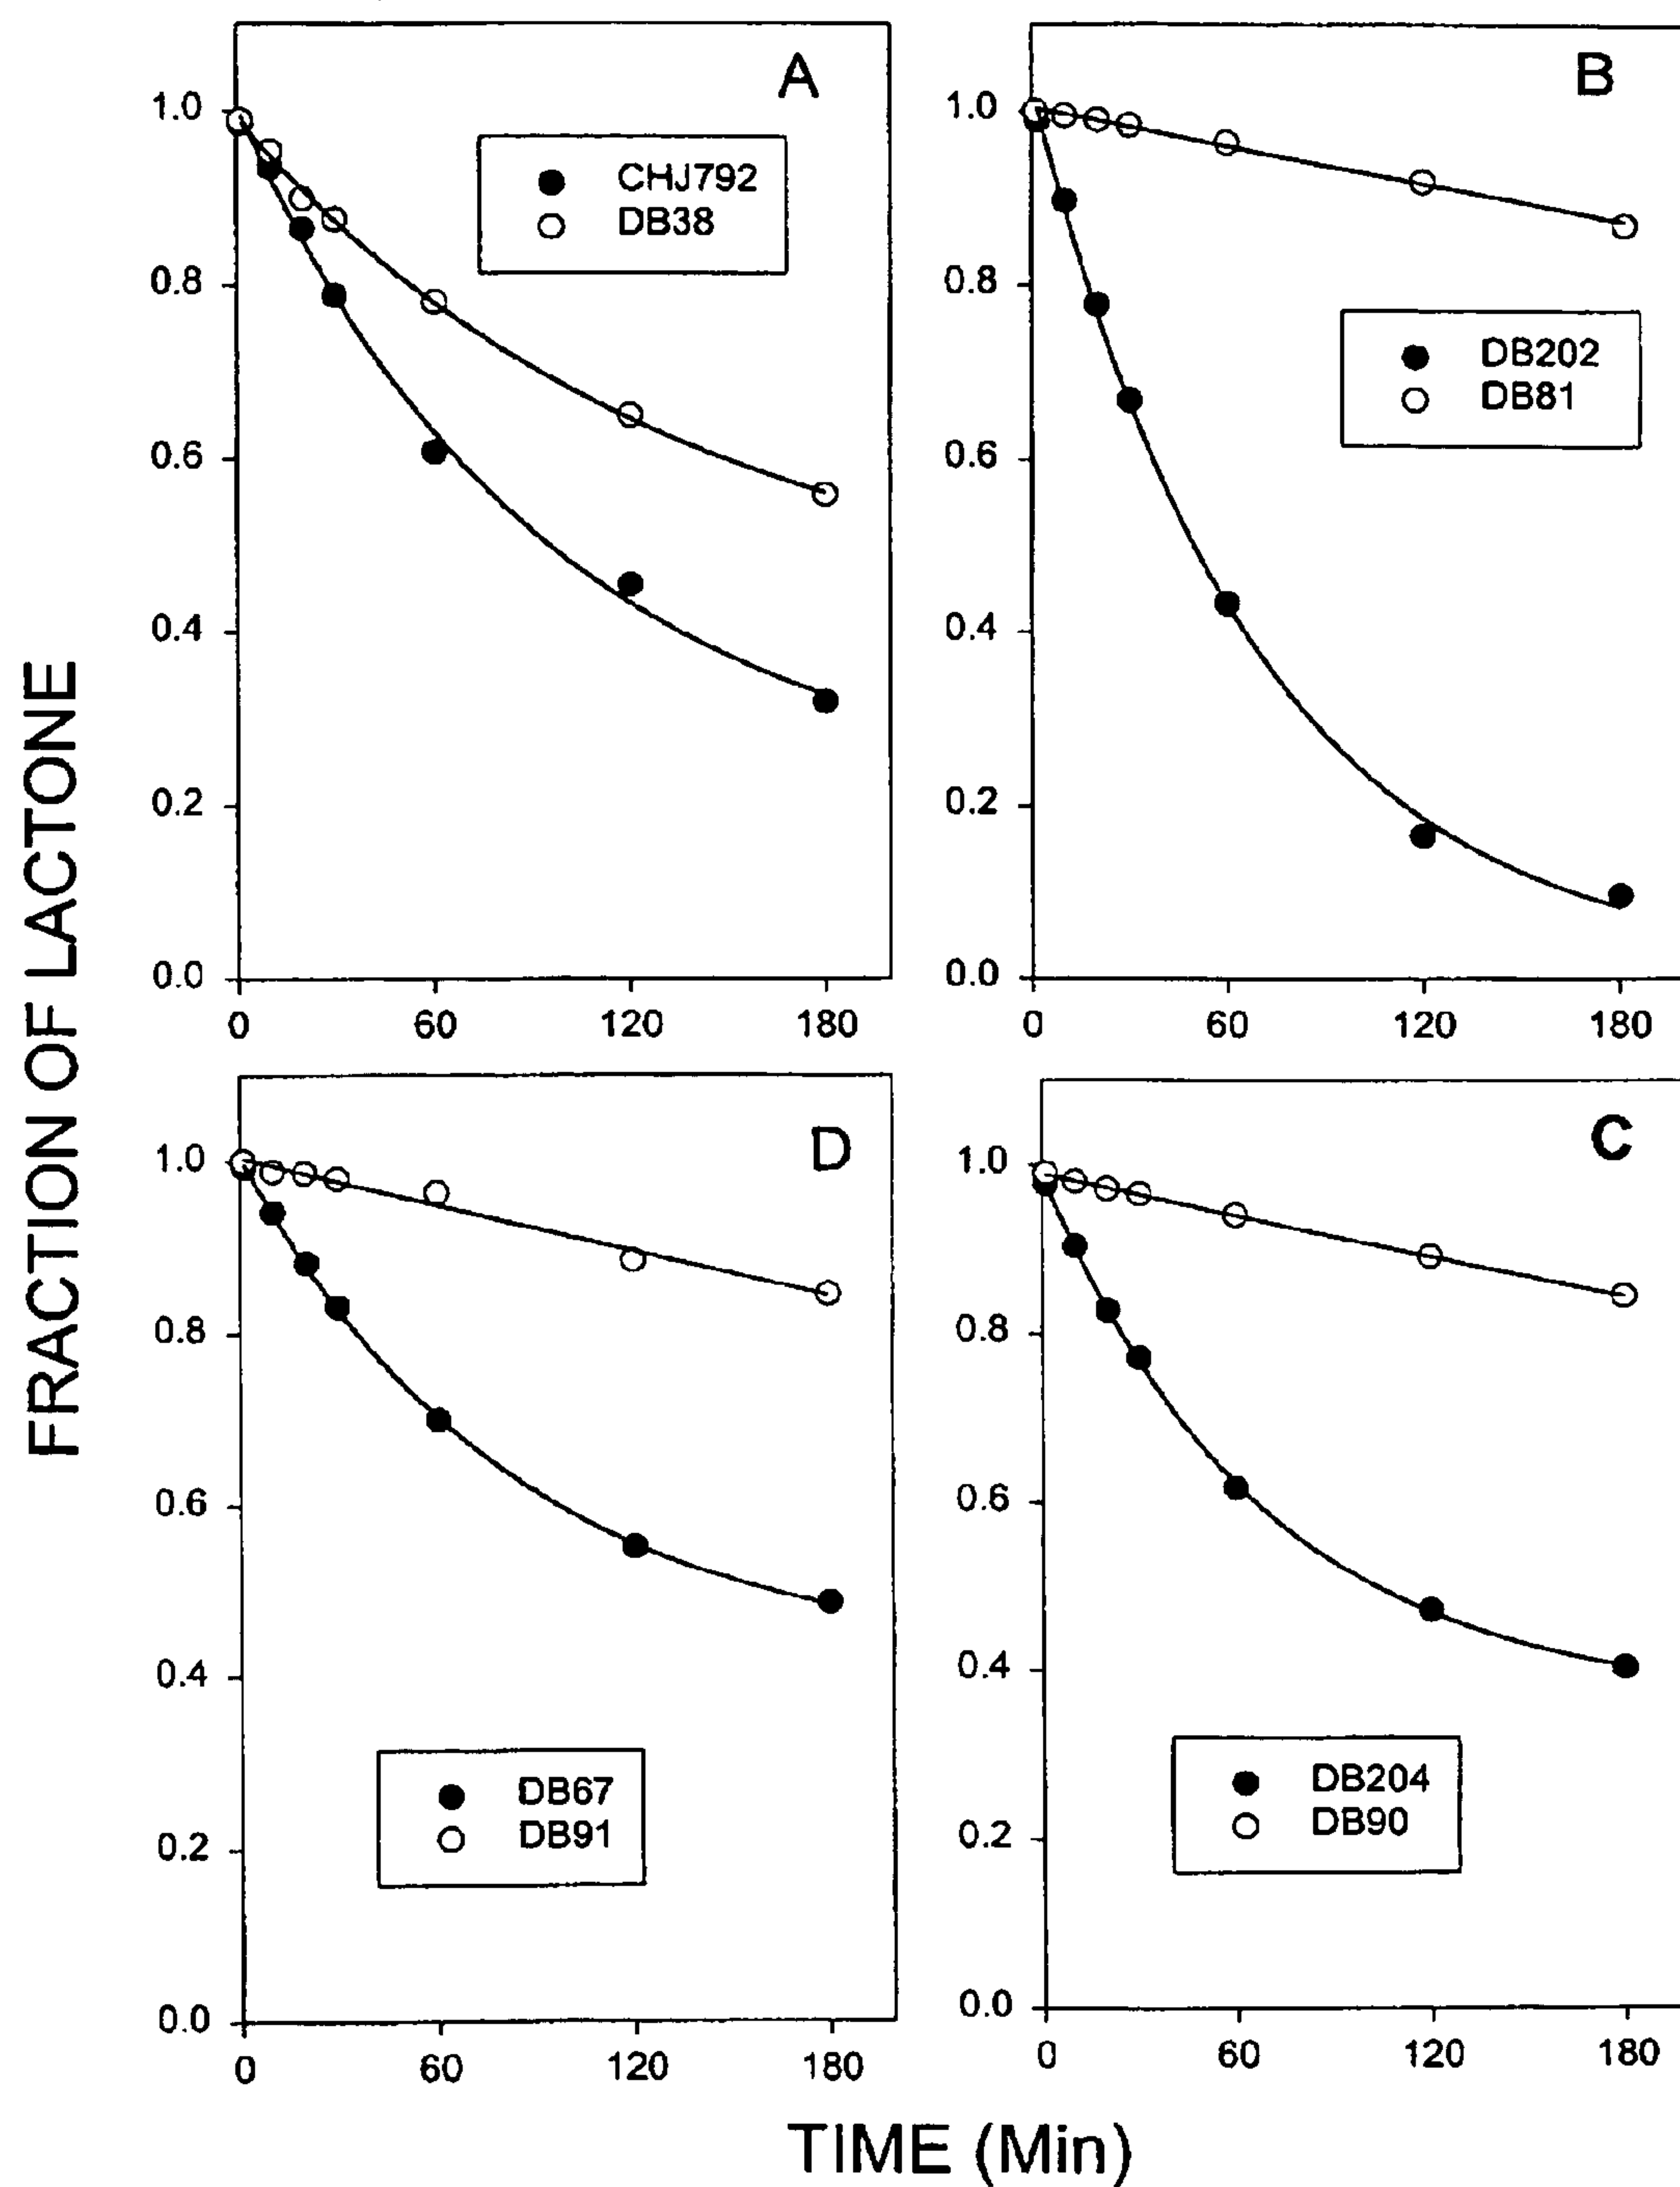 FRACTION OF LACTONE
A
1.0
0.8
0.6
0.4
0.2
0.0
0 60 120 180
CHJ792
DB38
B
1.0
0.8
0.6
0.4
0.2
0.0
0 60 120 180
DB202
DB81
D
1.0
0.8
0.6
0.4
0.2
0.0
0 60 120 180
DB67
DB91
C
1.0
0.8
0.6
0.4
0.2
0.0
0 60 120 180
DB204
DB90
TIME (Min)